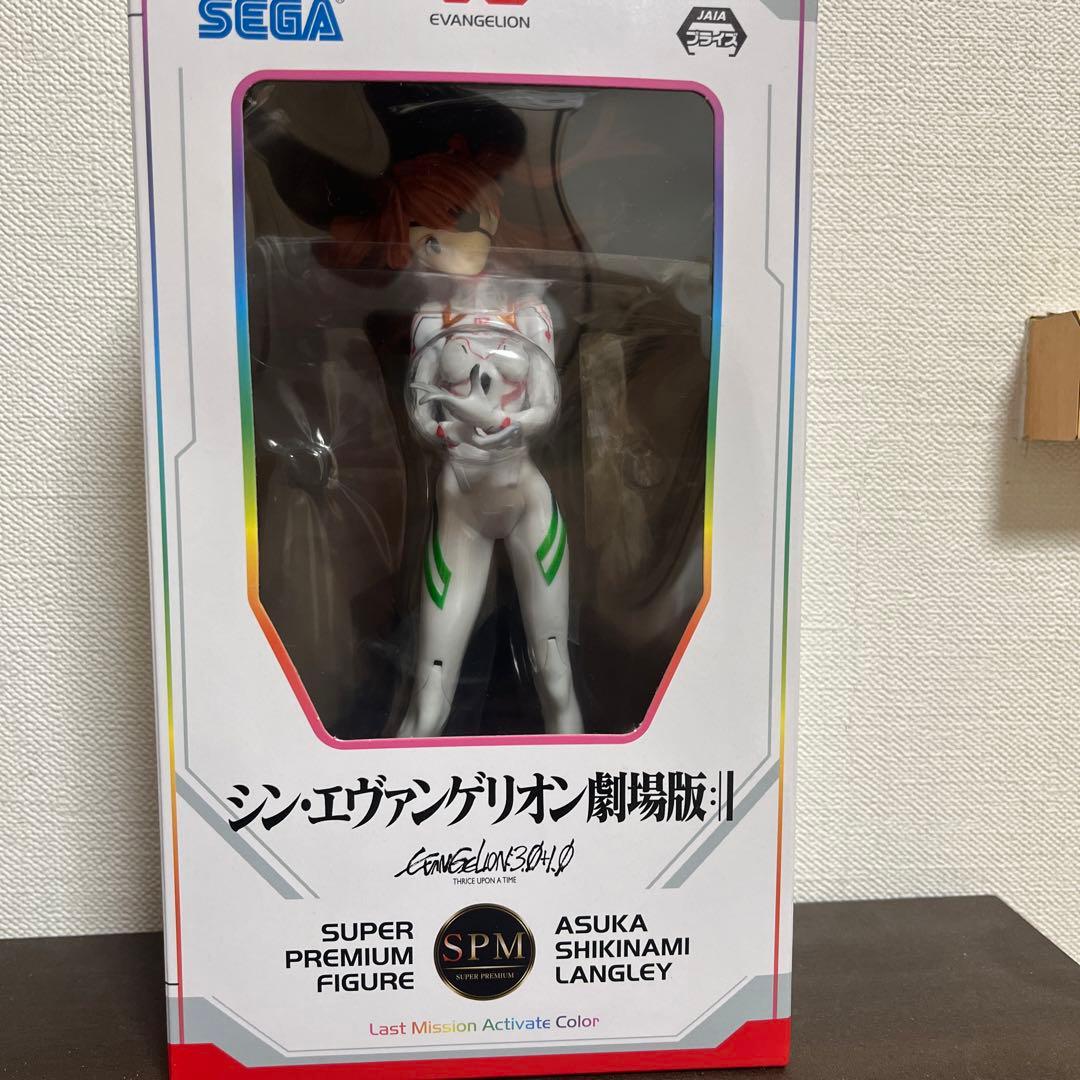 SEGA
EVANGELION
JAIA
プライズ
シン・エヴァンゲリオン劇場版:||
EVANGELION:3.0+1.0
THRICE UPON A TIME
SUPER
PREMIUM
FIGURE
SPM
SUPER PREMIUM
ASUKA
SHIKINAMI
LANGLEY
Last Mission Activate Color